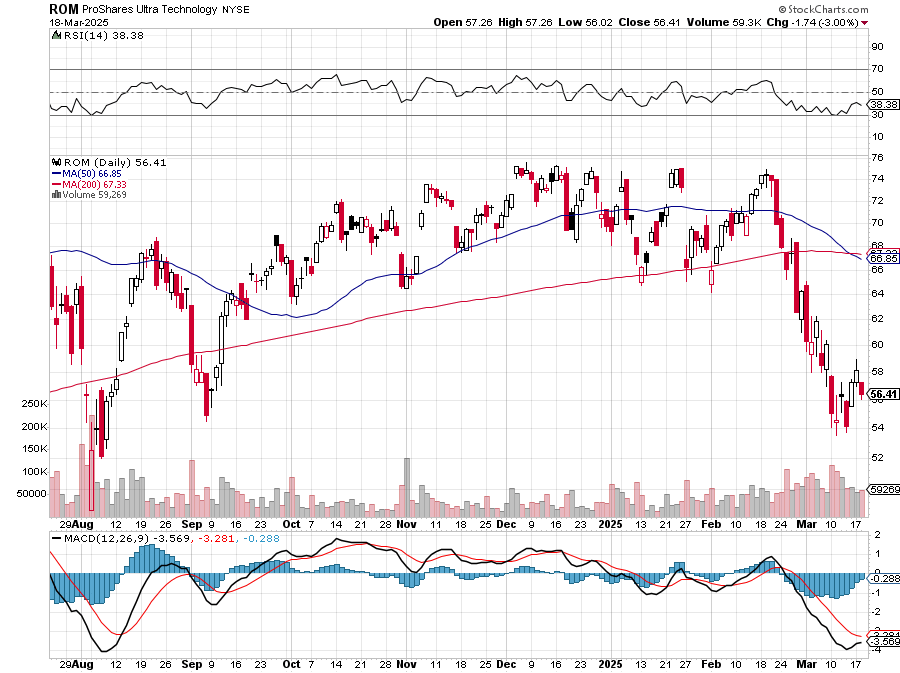 ROM ProShares Ultra Technology NYSE
© StockCharts.com
18-Mar-2025
Open 57.26 High 57.26 Low 56.02 Close 56.41 Volume 59.3K Chg -1.74 (-3.00%)
RSI(14) 38.38
90
70
50
38.38
30
10
ROM (Daily) 56.41
MA(50) 66.85
MA(200) 67.33
Volume 59,269
76
74
72
70
68
66.85
66
64
62
60
58
56.41
54
52
250K
200K
150K
100K
50000
59269
29 Aug 12 19 26 Sep 9 16 23 Oct 7 14 21 28 Nov 11 18 25 Dec 9 16 23 2025 13 21 27 Feb 10 18 24 Mar 10 17
MACD(12,26,9) -3.569, -3.281, -0.288
2
1
0
-0.288
-1
-2
-3.281
-3.569
29 Aug 12 19 26 Sep 9 16 23 Oct 7 14 21 28 Nov 11 18 25 Dec 9 16 23 2025 13 21 27 Feb 10 18 24 Mar 10 17